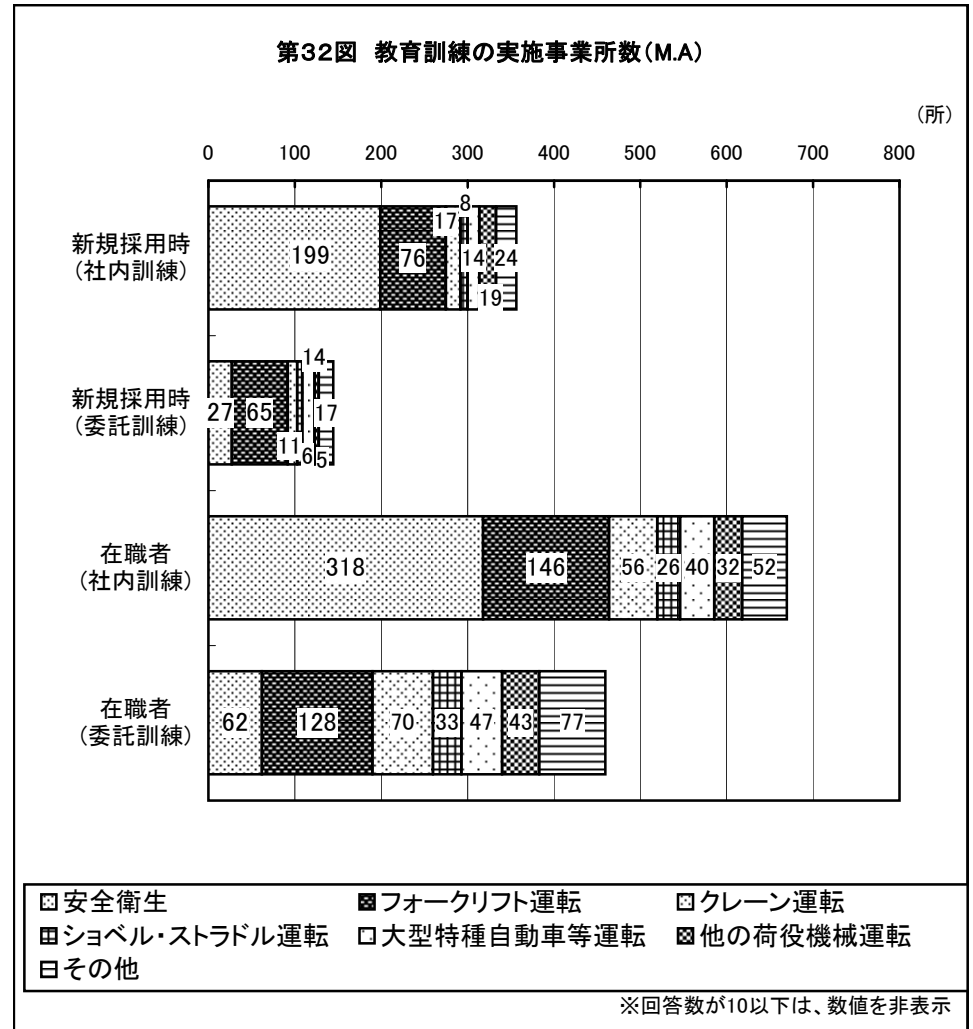 第32図 教育訓練の実施事業所数(M.A)
(所)
0 100 200 300 400 500 600 700 800
新規採用時
(社内訓練)
199 76 17 8 14 19 24
新規採用時
(委託訓練)
27 65 11 6 14 5 17
在職者
(社内訓練)
318 146 56 26 40 32 52
在職者
(委託訓練)
62 128 70 33 47 43 77
安全衛生 フォークリフト運転 クレーン運転
ショベル・ストラドル運転 大型特種自動車等運転 他の荷役機械運転
その他
※回答数が10以下は、数値を非表示